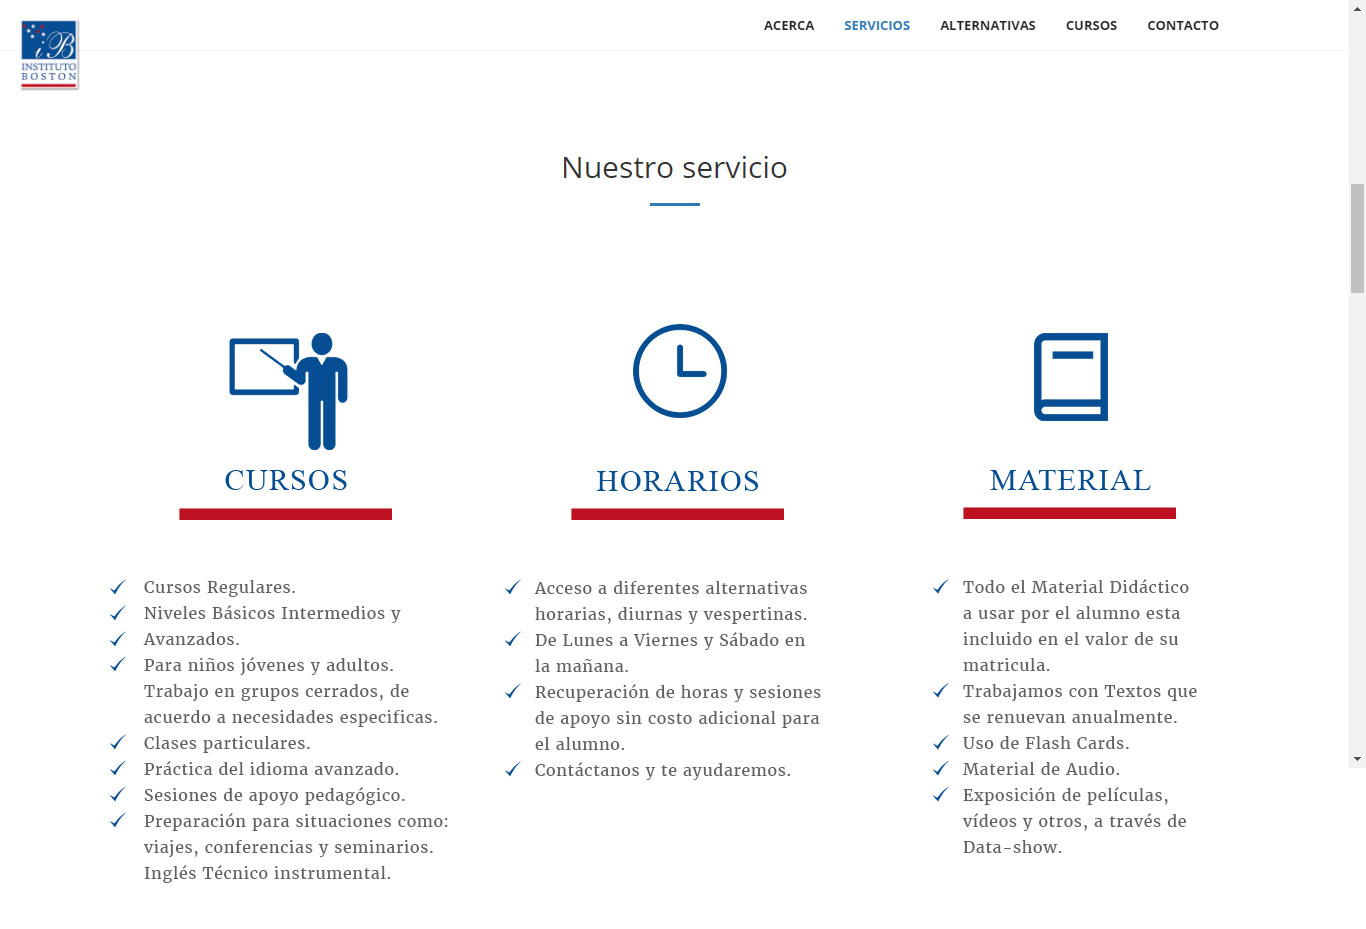 iB
INSTITUTO
BOSTON
ACERCA SERVICIOS ALTERNATIVAS CURSOS CONTACTO
Nuestro servicio
CURSOS
Cursos Regulares.
Niveles Básicos Intermedios y
Avanzados.
Para niños jóvenes y adultos.
Trabajo en grupos cerrados, de
acuerdo a necesidades especificas.
Clases particulares.
Práctica del idioma avanzado.
Sesiones de apoyo pedagógico.
Preparación para situaciones como:
viajes, conferencias y seminarios.
Inglés Técnico instrumental.
HORARIOS
Acceso a diferentes alternativas
horarias, diurnas y vespertinas.
De Lunes a Viernes y Sábado en
la mañana.
Recuperación de horas y sesiones
de apoyo sin costo adicional para
el alumno.
Contáctanos y te ayudaremos.
MATERIAL
Todo el Material Didáctico
a usar por el alumno esta
incluido en el valor de su
matricula.
Trabajamos con Textos que
se renuevan anualmente.
Uso de Flash Cards.
Material de Audio.
Exposición de películas,
vídeos y otros, a través de
Data-show.